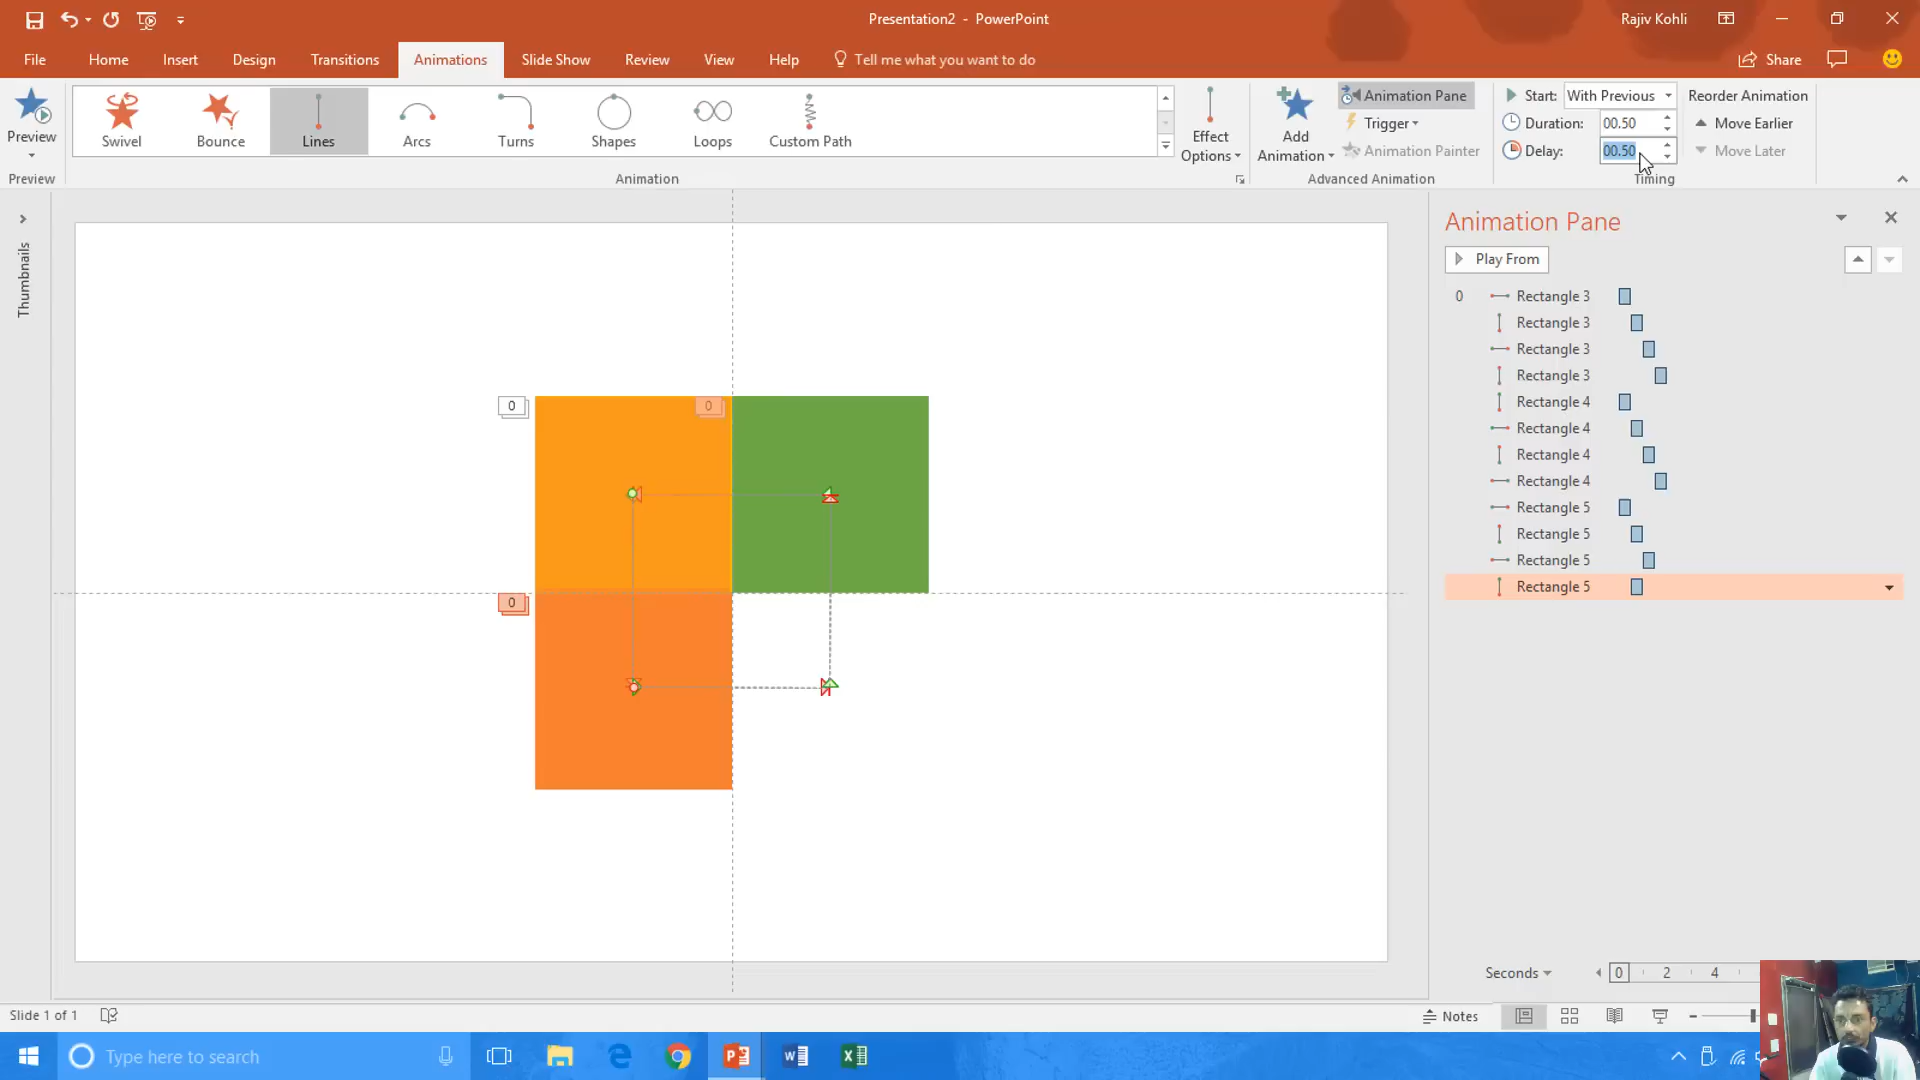 Presentation2 - PowerPoint
Rajiv Kohli
File Home Insert Design Transitions Animations Slide Show Review View Help Tell me what you want to do
Share
Preview
Swivel Bounce Lines Arcs Turns Shapes Loops Custom Path
Effect Options
Add Animation
Animation Pane
Trigger
Animation Painter
Start: With Previous
Duration: 00.50
Delay: 00.50
Reorder Animation
Move Earlier
Move Later
Preview Animation Advanced Animation Timing
Thumbnails
0
0
0
Animation Pane
Play From
0 Rectangle 3
Rectangle 3
Rectangle 3
Rectangle 3
Rectangle 4
Rectangle 4
Rectangle 4
Rectangle 4
Rectangle 5
Rectangle 5
Rectangle 5
Rectangle 5
Seconds 0 2 4
Slide 1 of 1
Notes
Type here to search